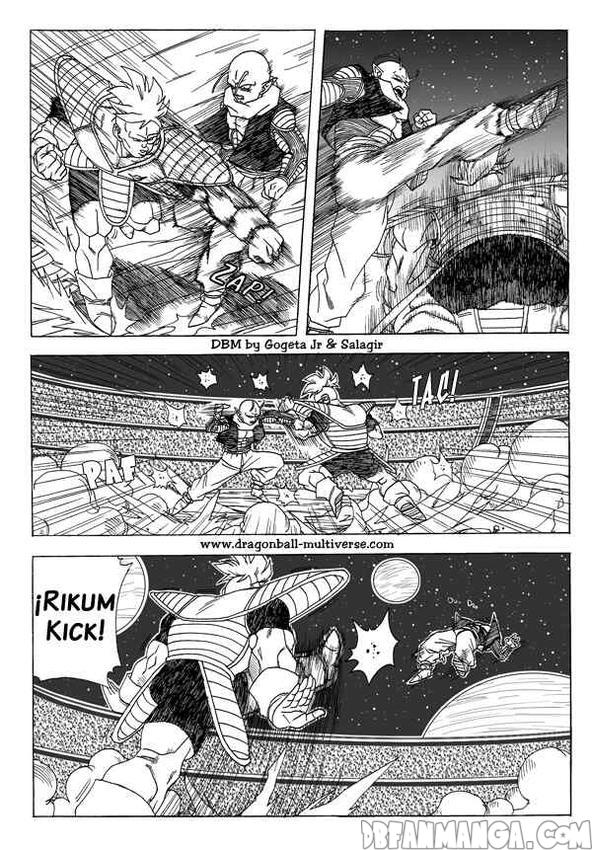 ZAP!
DBM by Gogeta Jr & Salagir
TAC!
PAF
www.dragonball-multiverse.com
¡RIKUM
KICK!
DBFANMANGA.COM